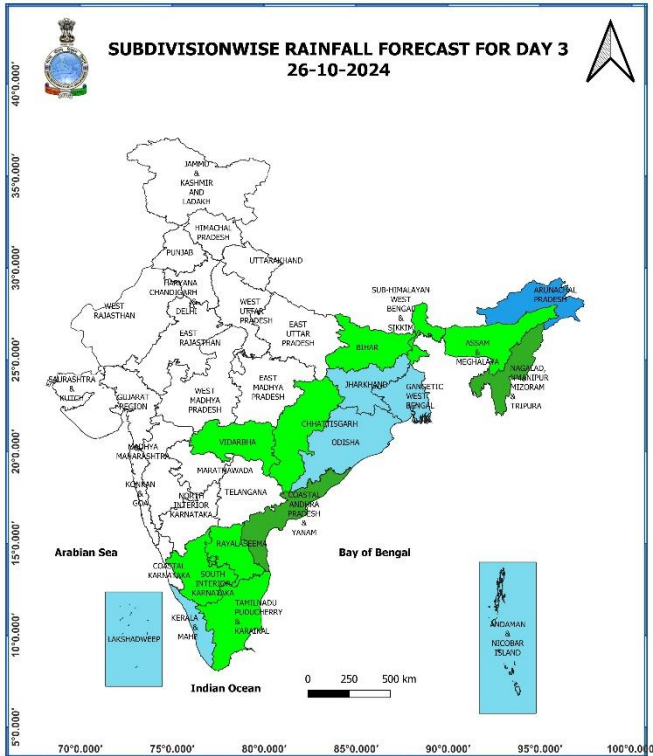 SUBDIVISIONWISE RAINFALL FORECAST FOR DAY 3
26-10-2024
40°0.000'
35°0.000'
30°0.000'
25°0.000'
20°0.000'
15°0.000'
10°0.000'
5°0.000'
JAMMU
&
KASHMIR
AND
LADAKH
HIMACHAL
PRADESH
PUNJAB
UTTARAKHAND
HARYANA
CHANDIGARH
&
DELHI
WEST
RAJASTHAN
WEST
UTTAR
PRADESH
EAST
RAJASTHAN
EAST
UTTAR
PRADESH
SUB-HIMALAYAN
WEST
BENGAL
&
SIKKIM
ARUNACHAL
PRADESH
BIHAR
ASSAM
&
MEGHALAYA
NAGALAD,
MANIPUR
MIZORAM
&
TRIPURA
SAURASHTRA
&
KUTCH
GUJARAT
REGION
WEST
MADHYA
PRADESH
EAST
MADHYA
PRADESH
JHARKHAND
GANGETIC
WEST
BENGAL
CHHATTISGARH
ODISHA
VIDARBHA
MADHYA
MAHARASHTRA
MARATHAWADA
KONKAN
&
GOA
NORTH
INTERIOR
KARNATAKA
TELANGANA
COASTAL
ANDHRA
PRADESH
&
YANAM
RAYALASEEMA
Arabian Sea
Bay of Bengal
COASTAL
KARNATAKA
SOUTH
INTERIOR
KARNATAKA
TAMILNADU
PUDUCHERRY
&
KARAIKAL
KERALA
&
MAHE
LAKSHADWEEP
ANDAMAN
&
NICOBAR
ISLAND
Indian Ocean
0 250 500 km
70°0.000' 75°0.000' 80°0.000' 85°0.000' 90°0.000' 95°0.000' 100°0.000'